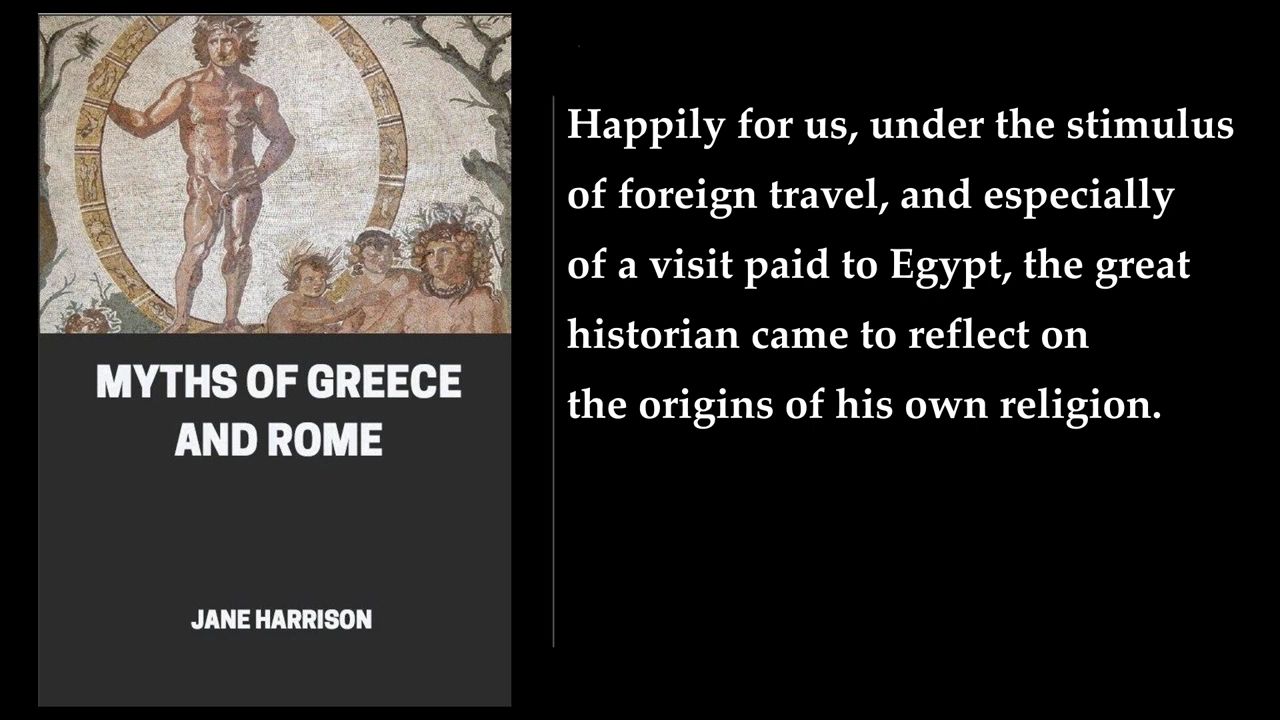 MYTHS OF GREECE
AND ROME
JANE HARRISON
Happily for us, under the stimulus
of foreign travel, and especially
of a visit paid to Egypt, the great
historian came to reflect on
the origins of his own religion.